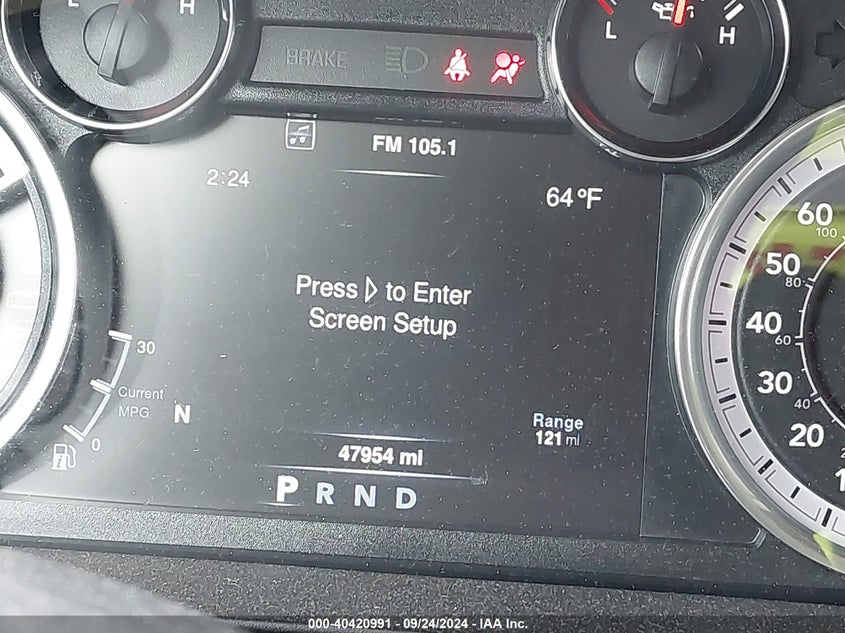 L H
BRAKE
L H
FM 105.1
2:24
64°F
Press ▷ to Enter
Screen Setup
30
Current
MPG
N
0
Range
121 mi
47954 mi
P R N D
60
100
50
80
40
60
30
40
20
000-40420991 - 09/24/2024 - IAA Inc.